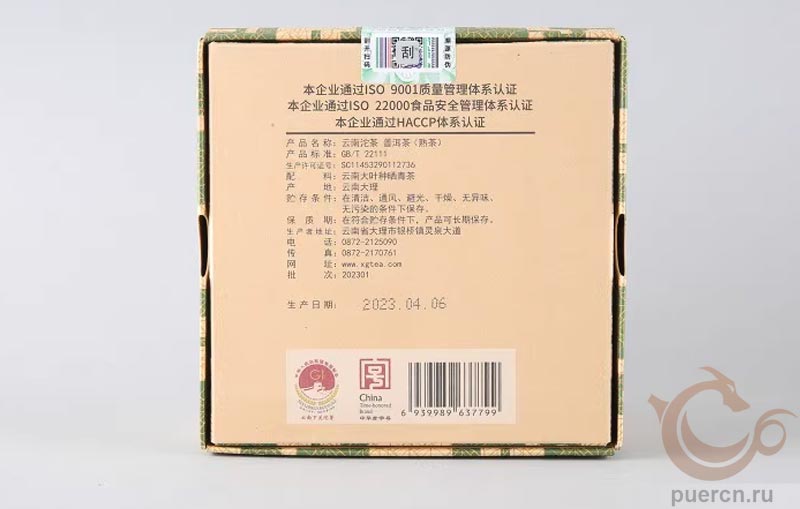 刮
本企业通过ISO 9001质量管理体系认证
本企业通过ISO 22000食品安全管理体系认证
本企业通过HACCP体系认证
产品名称：云南沱茶 普洱茶（熟茶）
产品标准：GB/T 22111
生产许可证号：SC11453290112736
配料：云南大叶种晒青茶
产地：云南大理
贮存条件：在清洁、通风、避光、干燥、无异味、
无污染的条件下保存。
保质期：在符合贮存条件下，产品可长期保存。
生产者地址：云南省大理市银桥镇灵泉大道
电话：0872-2125090
传真：0872-2170761
网址：www.xgtea.com
批次：202301
生产日期：2023.04.06
GI
云南下关沱茶
China
Time-honored
Brand
中华老字号
6 939989 637799
puercn.ru